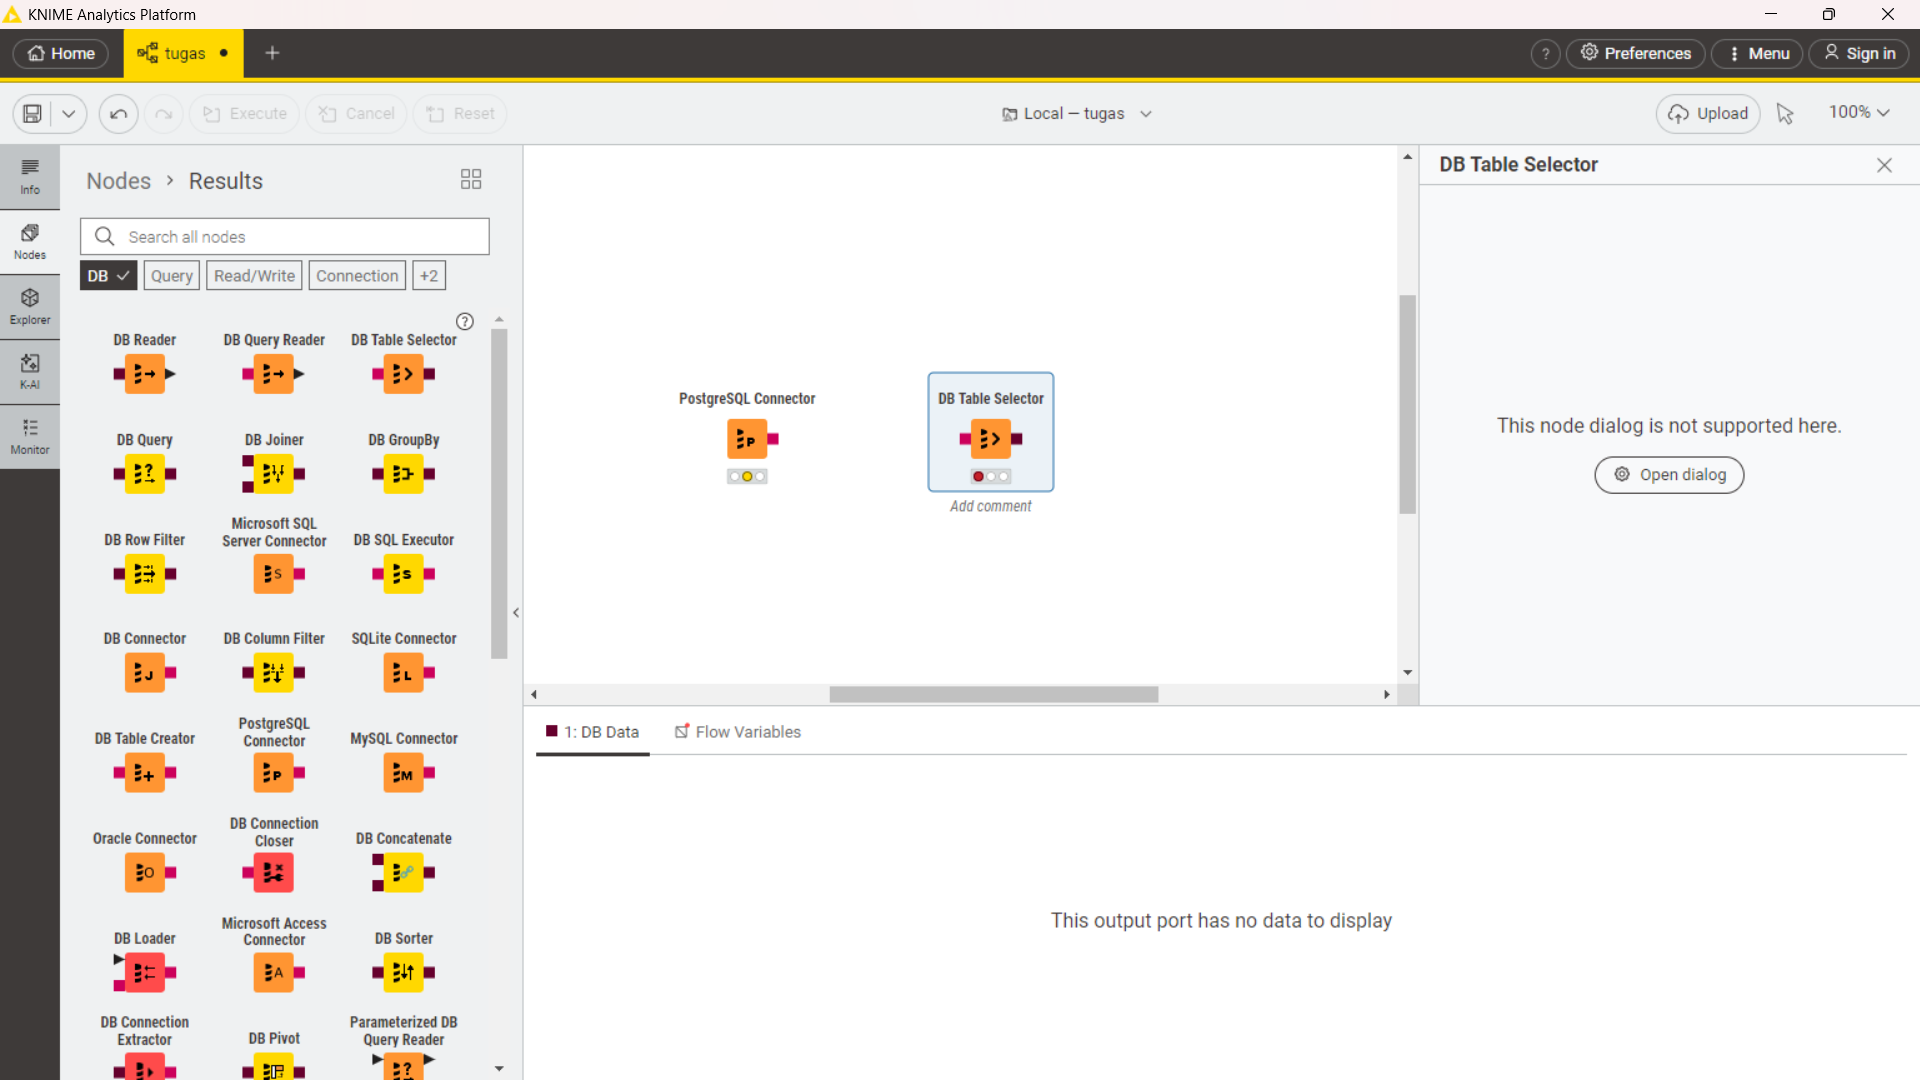 KNIME Analytics Platform
Home
tugas
?
Preferences
Menu
Sign in
Execute
Cancel
Reset
Local – tugas
Upload
100%
Info
Nodes
Explorer
K-AI
Monitor
Nodes > Results
Search all nodes
DB
Query
Read/Write
Connection
+2
?
DB Reader
DB Query Reader
DB Table Selector
DB Query
DB Joiner
DB GroupBy
DB Row Filter
Microsoft SQL
Server Connector
DB SQL Executor
S
S
DB Connector
DB Column Filter
SQLite Connector
J
L
DB Table Creator
PostgreSQL
Connector
MySQL Connector
P
M
Oracle Connector
DB Connection
Closer
DB Concatenate
O
DB Loader
Microsoft Access
Connector
DB Sorter
A
DB Connection
Extractor
DB Pivot
Parameterized DB
Query Reader
PostgreSQL Connector
P
DB Table Selector
Add comment
DB Table Selector
This node dialog is not supported here.
Open dialog
1: DB Data
Flow Variables
This output port has no data to display